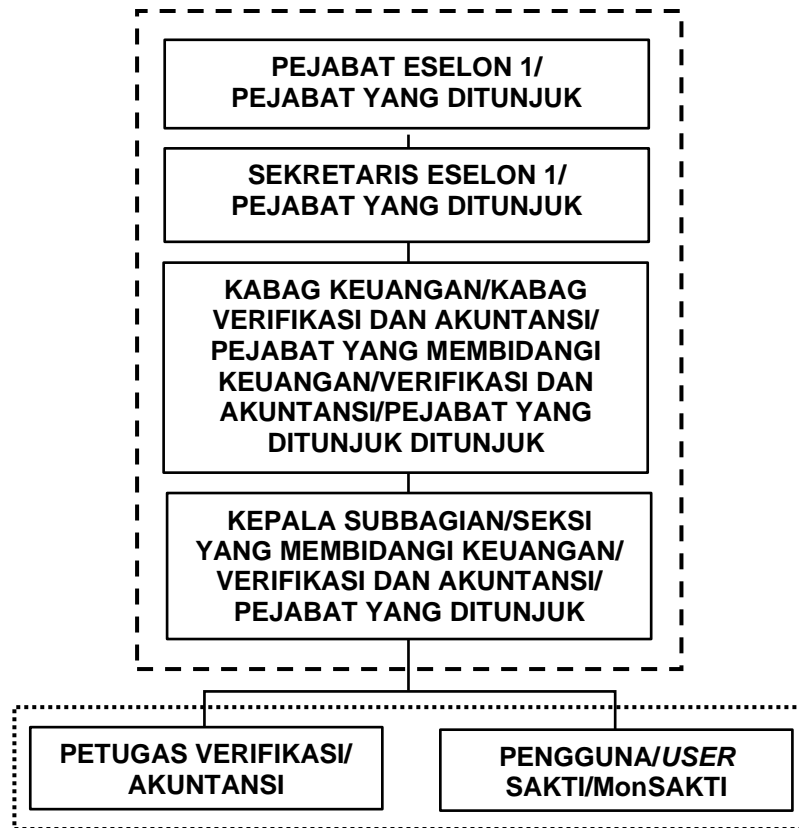 PEJABAT ESELON 1/
PEJABAT YANG DITUNJUK
SEKRETARIS ESELON 1/
PEJABAT YANG DITUNJUK
KABAG KEUANGAN/KABAG
VERIFIKASI DAN AKUNTANSI/
PEJABAT YANG MEMBIDANGI
KEUANGAN/VERIFIKASI DAN
AKUNTANSI/PEJABAT YANG
DITUNJUK DITUNJUK
KEPALA SUBBAGIAN/SEKSI
YANG MEMBIDANGI KEUANGAN/
VERIFIKASI DAN AKUNTANSI/
PEJABAT YANG DITUNJUK
PETUGAS VERIFIKASI/
AKUNTANSI
PENGGUNA/USER
SAKTI/MonSAKTI